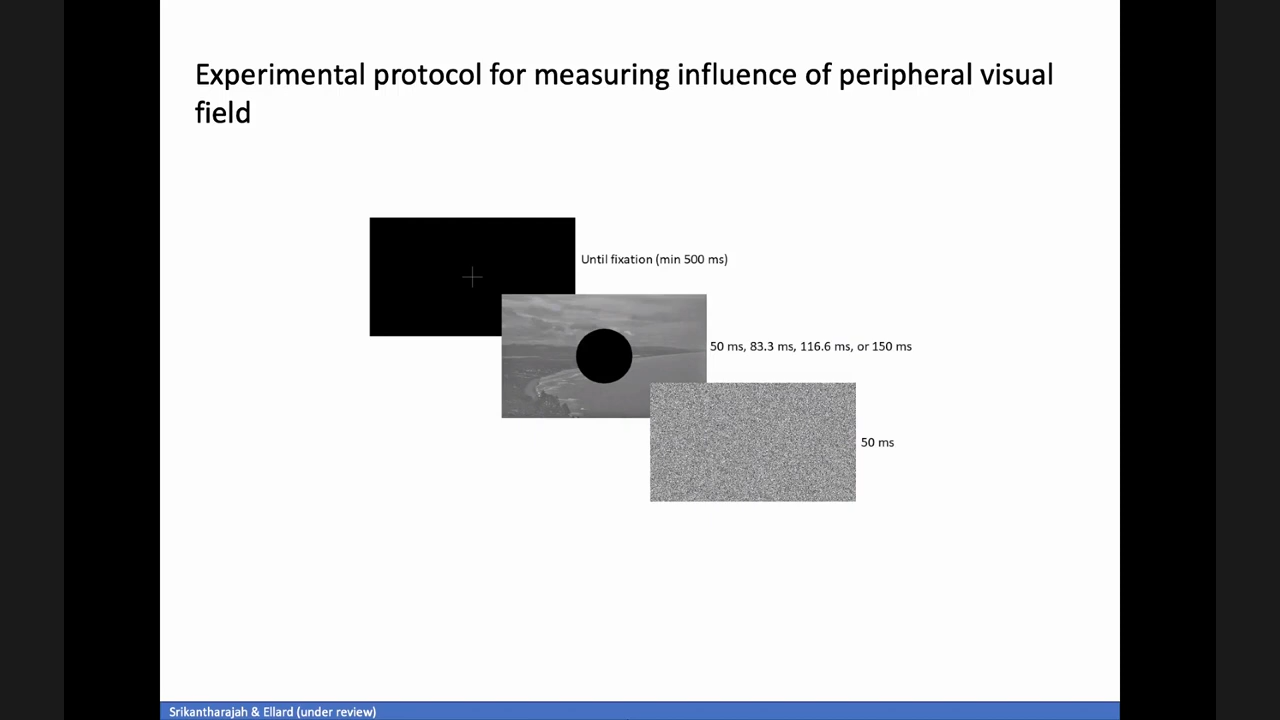 Experimental protocol for measuring influence of peripheral visual
field
Until fixation (min 500 ms)
50 ms, 83.3 ms, 116.6 ms, or 150 ms
50 ms
Srikantharajah & Ellard (under review)